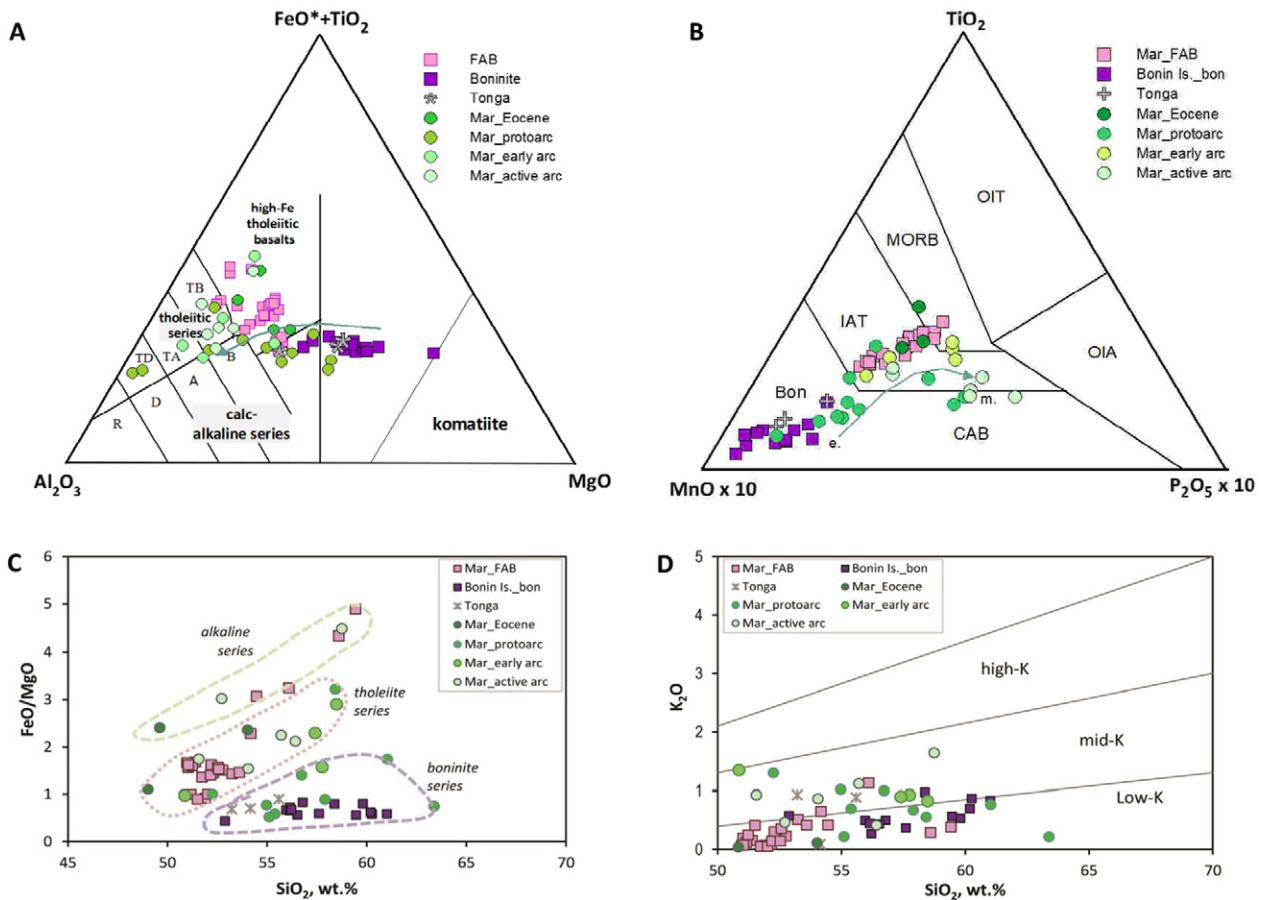 A
FeO*+TiO₂
FAB
Boninite
Tonga
Mar_Eocene
Mar_protoarc
Mar_early arc
Mar_active arc
high-Fe
tholeiitic
basalts
TB
tholeiitic
series
TD
TA
B
A
D
R
calc-
alkaline series
komatiite
Al₂O₃
MgO
B
TiO₂
Mar_FAB
Bonin Is._bon
Tonga
Mar_Eocene
Mar_protoarc
Mar_early arc
Mar_active arc
OIT
MORB
IAT
OIA
Bon
m.
e.
CAB
MnO x 10
P₂O₅ x 10
C
6
5
4
3
2
1
0
FeO/MgO
alkaline
series
tholeiite
series
boninite
series
Mar_FAB
Bonin Is._bon
Tonga
Mar_Eocene
Mar_protoarc
Mar_early arc
Mar_active arc
45 50 55 60 65 70
SiO₂, wt.%
D
5
4
3
2
1
0
K₂O
Mar_FAB Bonin Is._bon
Tonga Mar_Eocene
Mar_protoarc Mar_early arc
Mar_active arc
high-K
mid-K
Low-K
50 55 60 65 70
SiO₂, wt.%